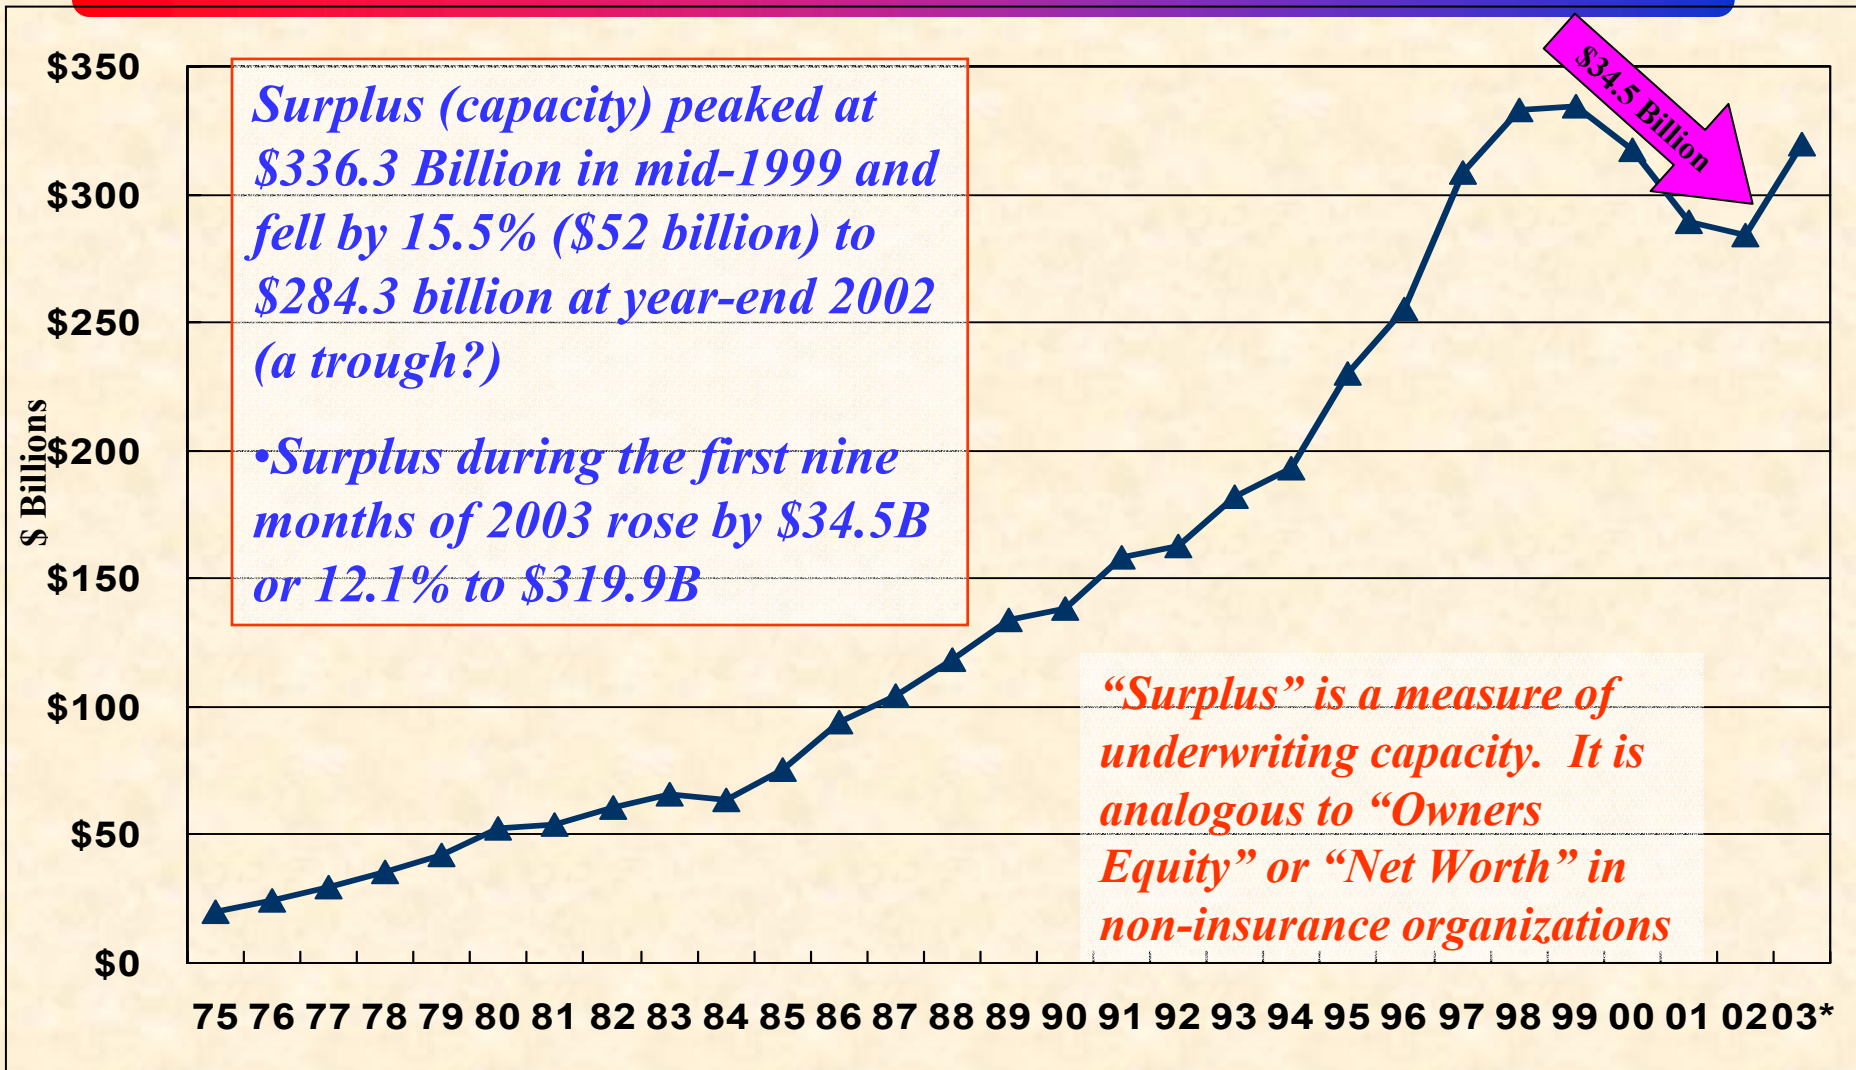 $350
$300
$250
$200
$150
$100
$50
$0
$ Billions
Surplus (capacity) peaked at
$336.3 Billion in mid-1999 and
fell by 15.5% ($52 billion) to
$284.3 billion at year-end 2002
(a trough?)
•Surplus during the first nine
months of 2003 rose by $34.5B
or 12.1% to $319.9B
$34.5 Billion
“Surplus” is a measure of
underwriting capacity.  It is
analogous to “Owners
Equity” or “Net Worth” in
non-insurance organizations
75 76 77 78 79 80 81 82 83 84 85 86 87 88 89 90 91 92 93 94 95 96 97 98 99 00 01 02 03*